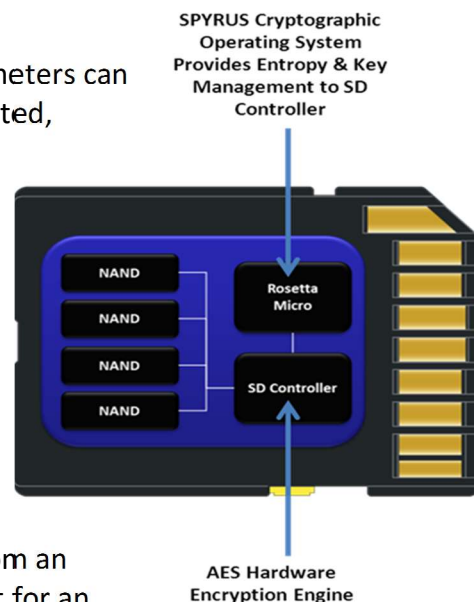 SPYRUS Cryptographic
Operating System
Provides Entropy & Key
Management to SD
Controller
meters can
ted,
NAND
NAND
NAND
NAND
Rosetta
Micro
SD Controller
om an
for an
AES Hardware
Encryption Engine